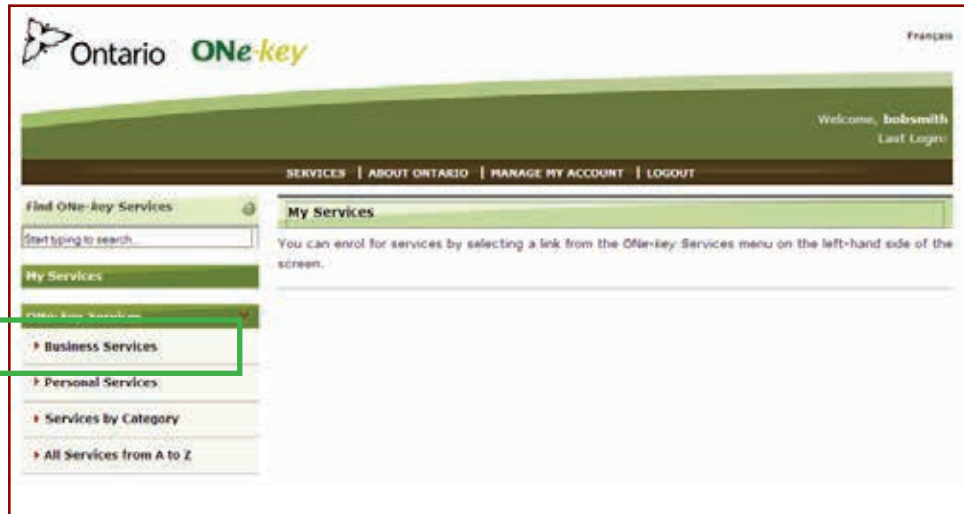 Ontario ONe-key
Français
Welcome, bobsmith
Last Login:
SERVICES | ABOUT ONTARIO | MANAGE MY ACCOUNT | LOGOUT
Find ONe-key Services
Start typing to search...
My Services
ONe-key Services
Business Services
Personal Services
Services by Category
All Services from A to Z
My Services
You can enrol for services by selecting a link from the ONe-key Services menu on the left-hand side of the
screen.